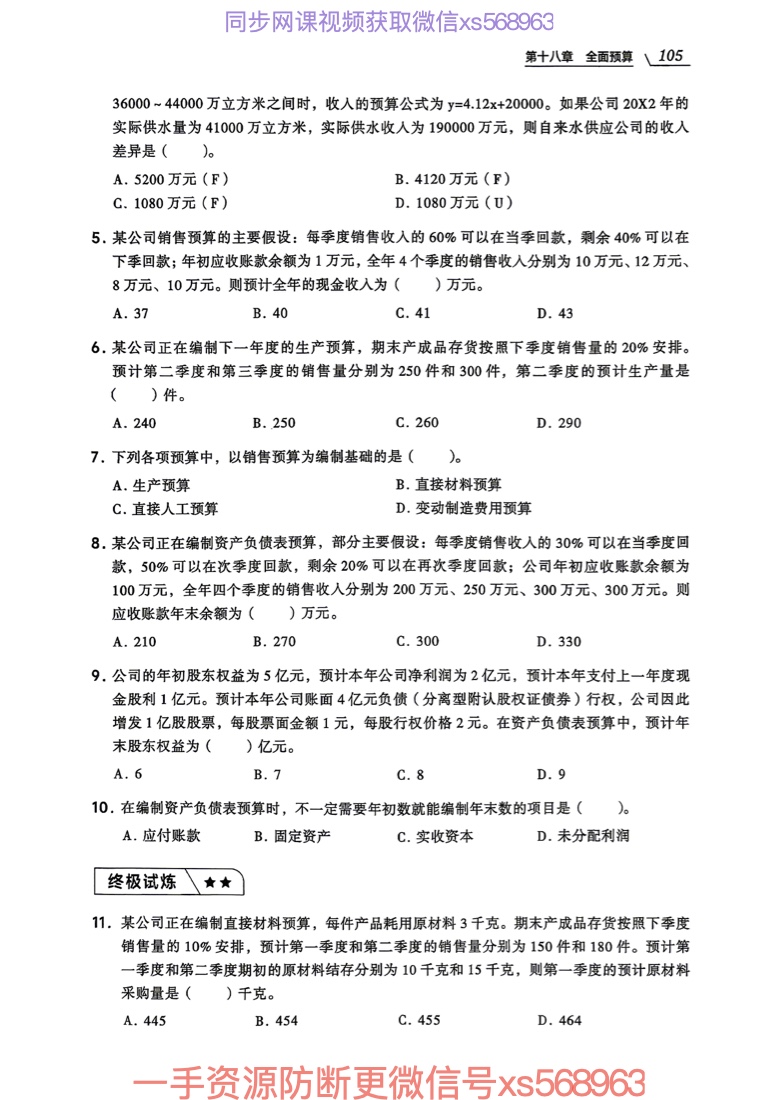 同步网课视频获取微信xs568963
第十八章 全面预算 105
36000~44000万立方米之间时，收入的预算公式为y=4.12x+20000。如果公司20X2年的
实际供水量为41000万立方米，实际供水收入为190000万元，则自来水供应公司的收入
差异是（ ）。
A. 5200万元（F） B. 4120万元（F）
C. 1080万元（F） D. 1080万元（U）
5. 某公司销售预算的主要假设：每季度销售收入的60%可以在当季回款，剩余40%可以在
下季回款；年初应收账款余额为1万元，全年4个季度的销售收入分别为10万元、12万元、
8万元、10万元。则预计全年的现金收入为（ ）万元。
A. 37 B. 40 C. 41 D. 43
6. 某公司正在编制下一年度的生产预算，期末产成品存货按照下季度销售量的20%安排。
预计第二季度和第三季度的销售量分别为250件和300件，第二季度的预计生产量是
（ ）件。
A. 240 B. 250 C. 260 D. 290
7. 下列各项预算中，以销售预算为编制基础的是（ ）。
A. 生产预算 B. 直接材料预算
C. 直接人工预算 D. 变动制造费用预算
8. 某公司正在编制资产负债表预算，部分主要假设：每季度销售收入的30%可以在当季度回
款，50%可以在次季度回款，剩余20%可以在再次季度回款；公司年初应收账款余额为
100万元，全年四个季度的销售收入分别为200万元、250万元、300万元、300万元。则
应收账款年末余额为（ ）万元。
A. 210 B. 270 C. 300 D. 330
9. 公司的年初股东权益为5亿元，预计本年公司净利润为2亿元，预计本年支付上一年度现
金股利1亿元。预计本年公司账面4亿元负债（分离型附认股权证债券）行权，公司因此
增发1亿股股票，每股票面金额1元，每股行权价格2元。在资产负债表预算中，预计年
末股东权益为（ ）亿元。
A. 6 B. 7 C. 8 D. 9
10. 在编制资产负债表预算时，不一定需要年初数就能编制年末数的项目是（ ）。
A. 应付账款 B. 固定资产 C. 实收资本 D. 未分配利润
终极试炼 ★★
11. 某公司正在编制直接材料预算，每件产品耗用原材料3千克。期末产成品存货按照下季度
销售量的10%安排，预计第一季度和第二季度的销售量分别为150件和180件。预计第
一季度和第二季度期初的原材料结存分别为10千克和15千克，则第一季度的预计原材料
采购量是（ ）千克。
A. 445 B. 454 C. 455 D. 464
一手资源防断更微信号xs568963